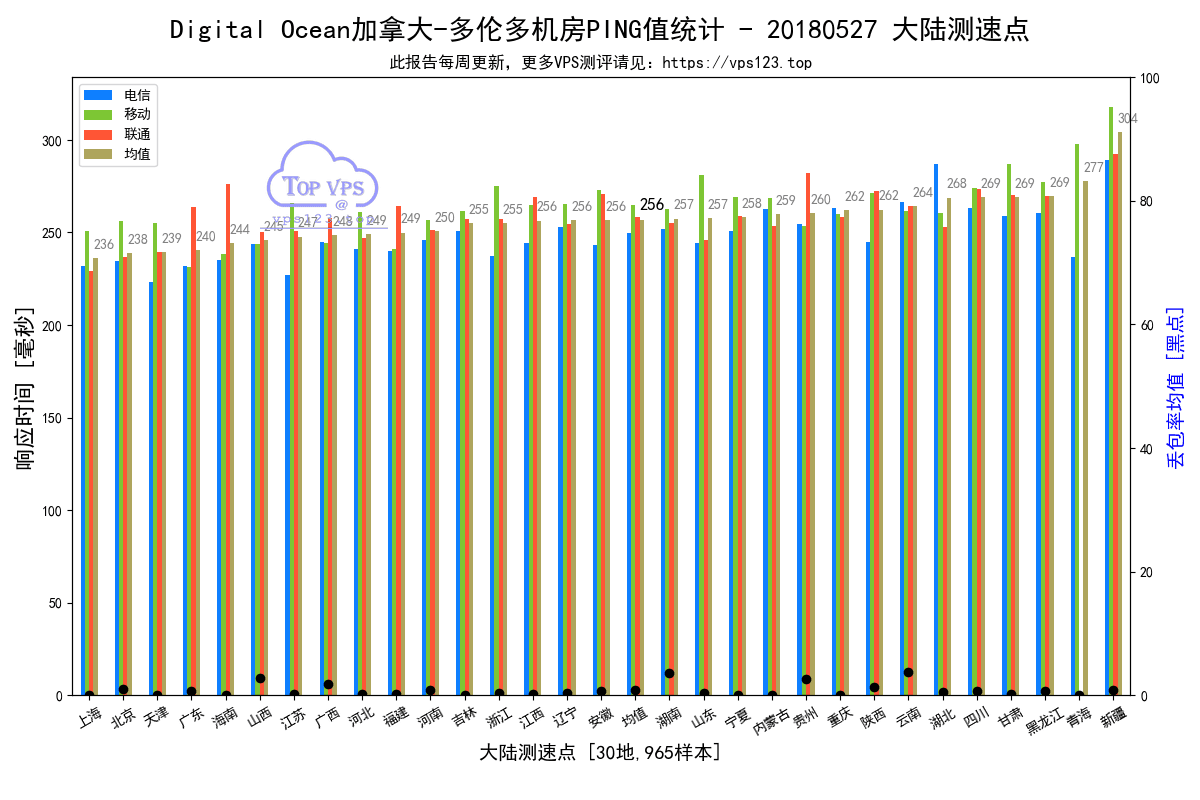 Digital Ocean加拿大-多伦多机房PING值统计 - 20180527 大陆测速点
此报告每周更新, 更多VPS测评请见: https://vps123.top
电信
移动
联通
均值
TOP VPS
@
vps123.top
响应时间 [毫秒]
300
250
200
150
100
50
0
丢包率均值 [黑点]
100
80
60
40
20
0
236 238 239 240 244 245 247 248 249 249 250 255 255 256 256 256 256 257 257 258 259 260 262 262 264 268 269 269 269 277 304
上海 北京 天津 广东 海南 山西 江苏 广西 河北 福建 河南 吉林 浙江 江西 辽宁 安徽 均值 湖南 山东 宁夏 内蒙古 贵州 重庆 陕西 云南 湖北 四川 甘肃 黑龙江 青海 新疆
大陆测速点 [30地,965样本]